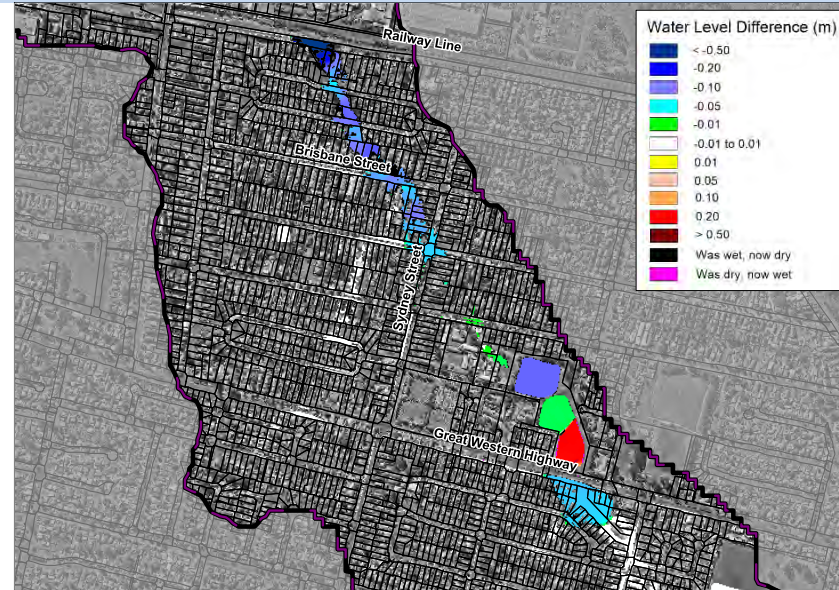 Railway Line
Brisbane Street
Sydney Street
Great Western Highway
Water Level Difference (m)
< -0.50
-0.20
-0.10
-0.05
-0.01
-0.01 to 0.01
0.01
0.05
0.10
0.20
> 0.50
Was wet, now dry
Was dry, now wet